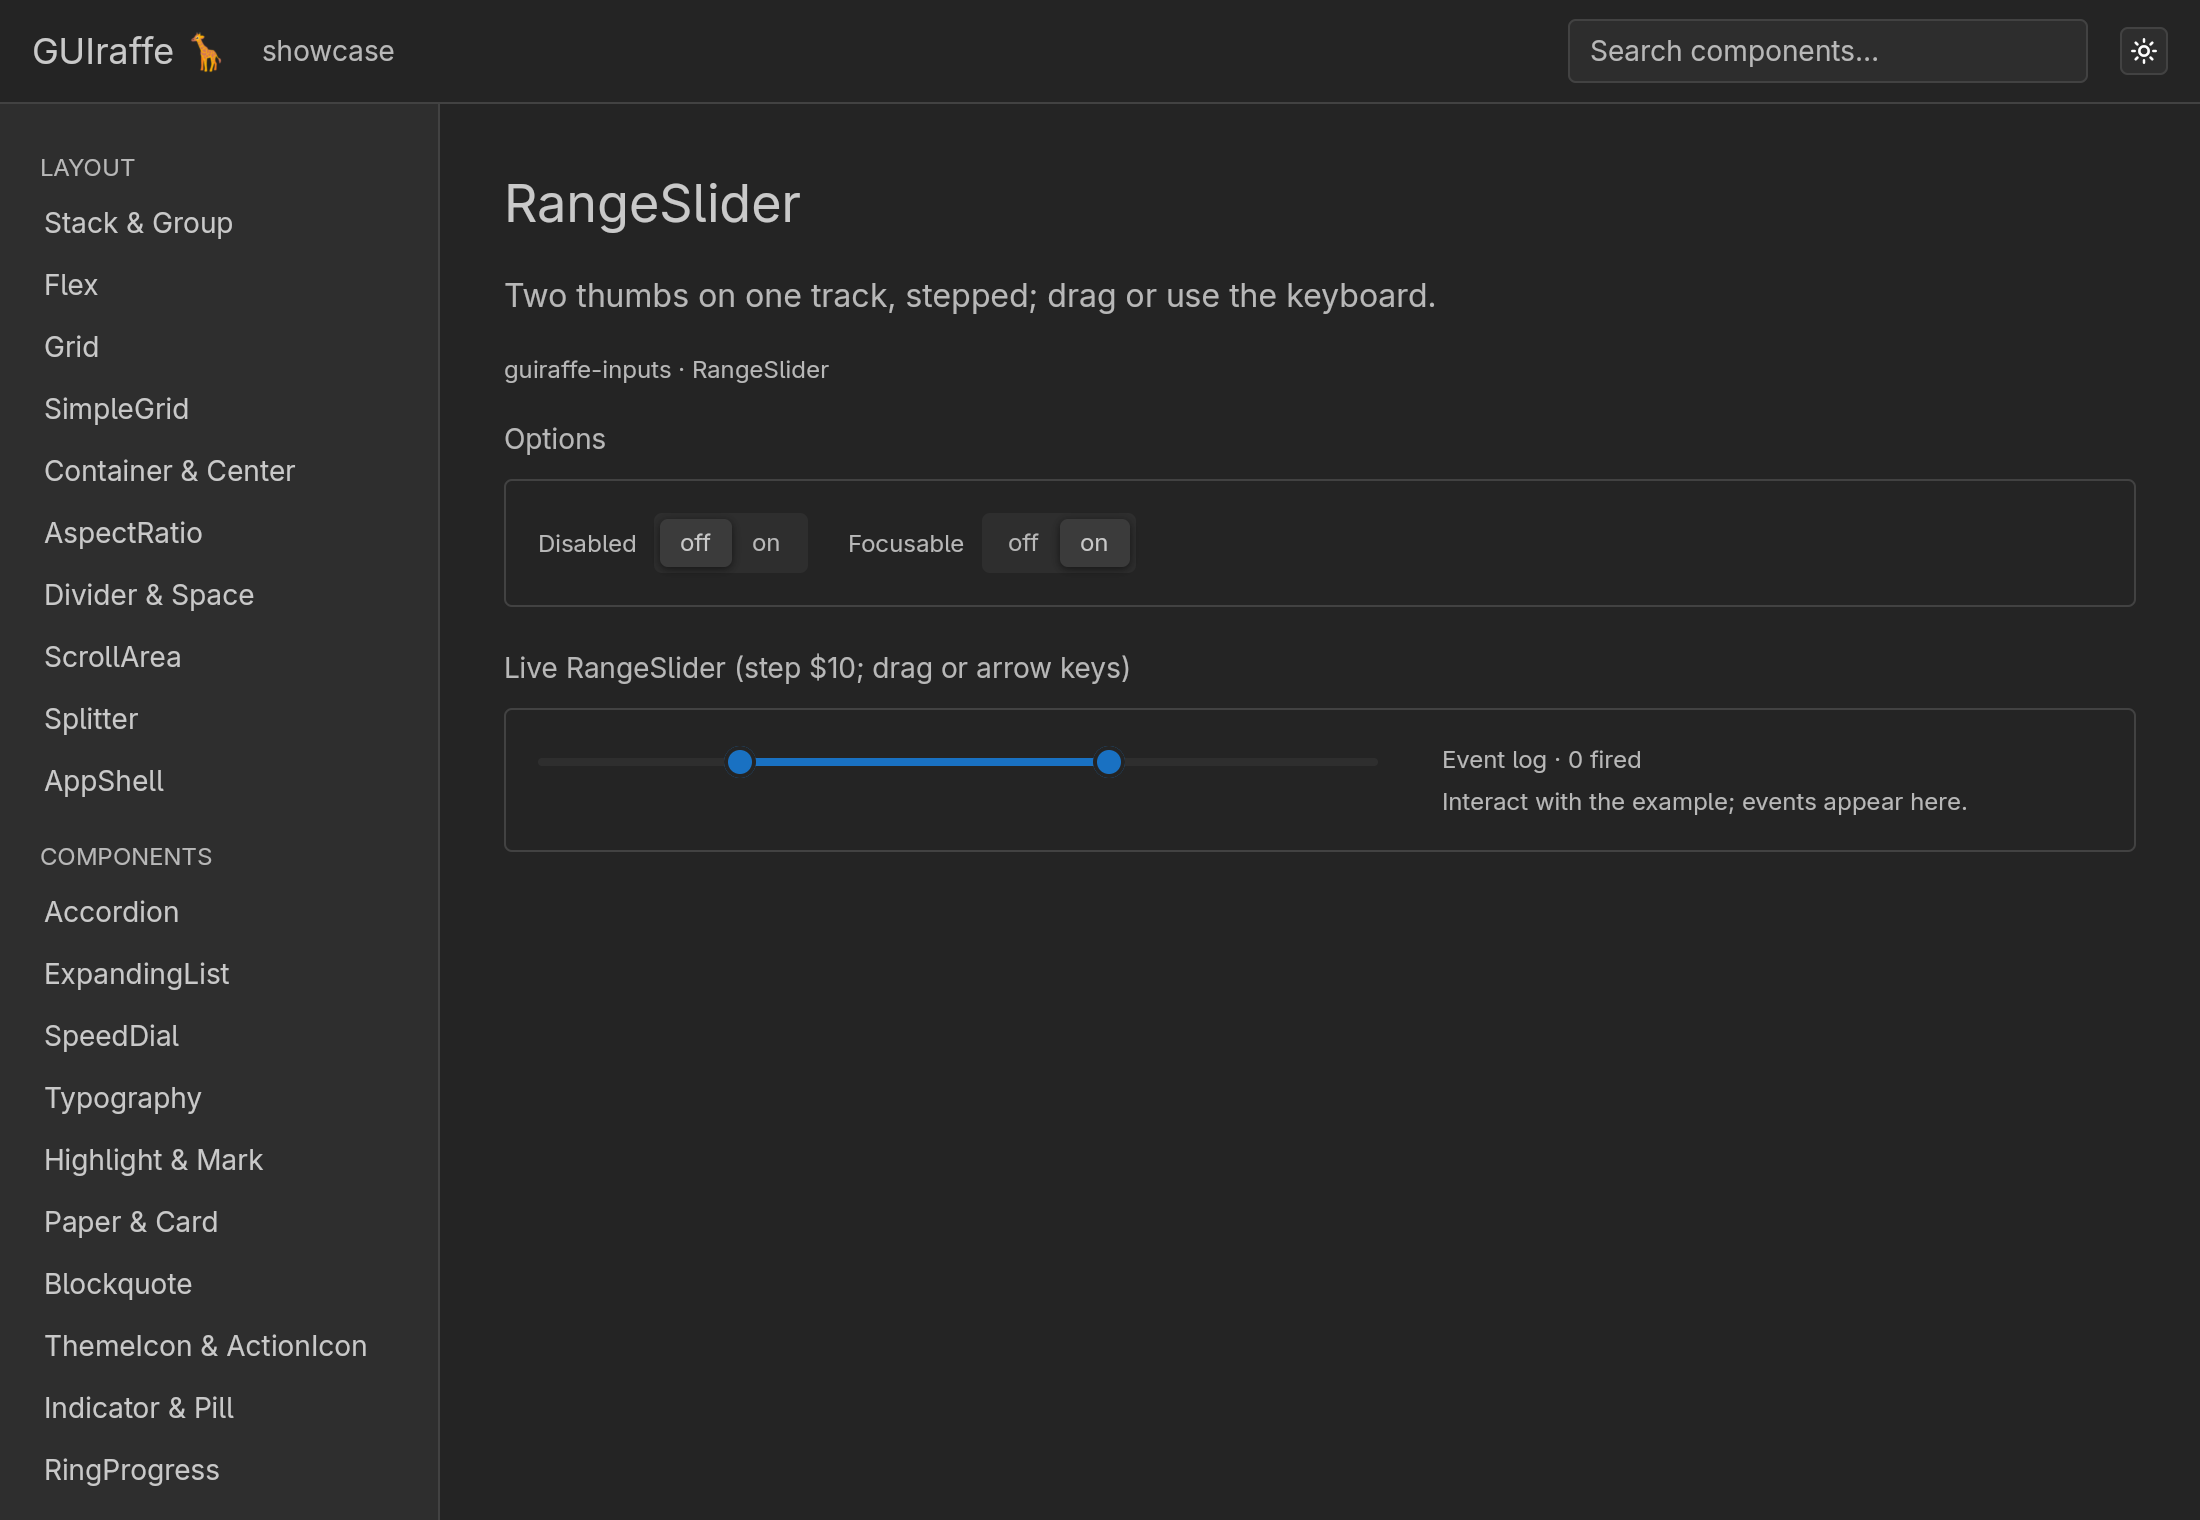 GUIraffe 🦒 showcase
Search components...
LAYOUT
Stack & Group
Flex
Grid
SimpleGrid
Container & Center
AspectRatio
Divider & Space
ScrollArea
Splitter
AppShell
COMPONENTS
Accordion
ExpandingList
SpeedDial
Typography
Highlight & Mark
Paper & Card
Blockquote
ThemeIcon & ActionIcon
Indicator & Pill
RingProgress
RangeSlider
Two thumbs on one track, stepped; drag or use the keyboard.
guiraffe-inputs · RangeSlider
Options
Disabled off on Focusable off on
Live RangeSlider (step $10; drag or arrow keys)
Event log · 0 fired
Interact with the example; events appear here.